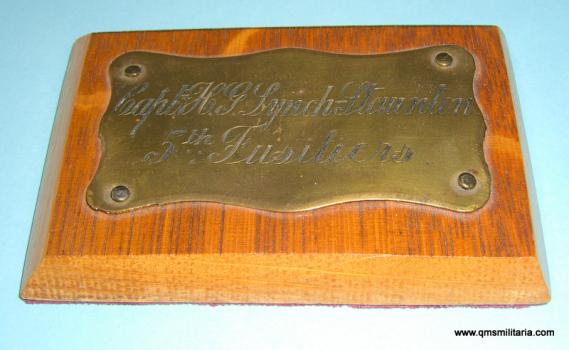 Capt. H. G. Lynch-Staunton
5th Fusiliers
www.qmsmilitaria.com